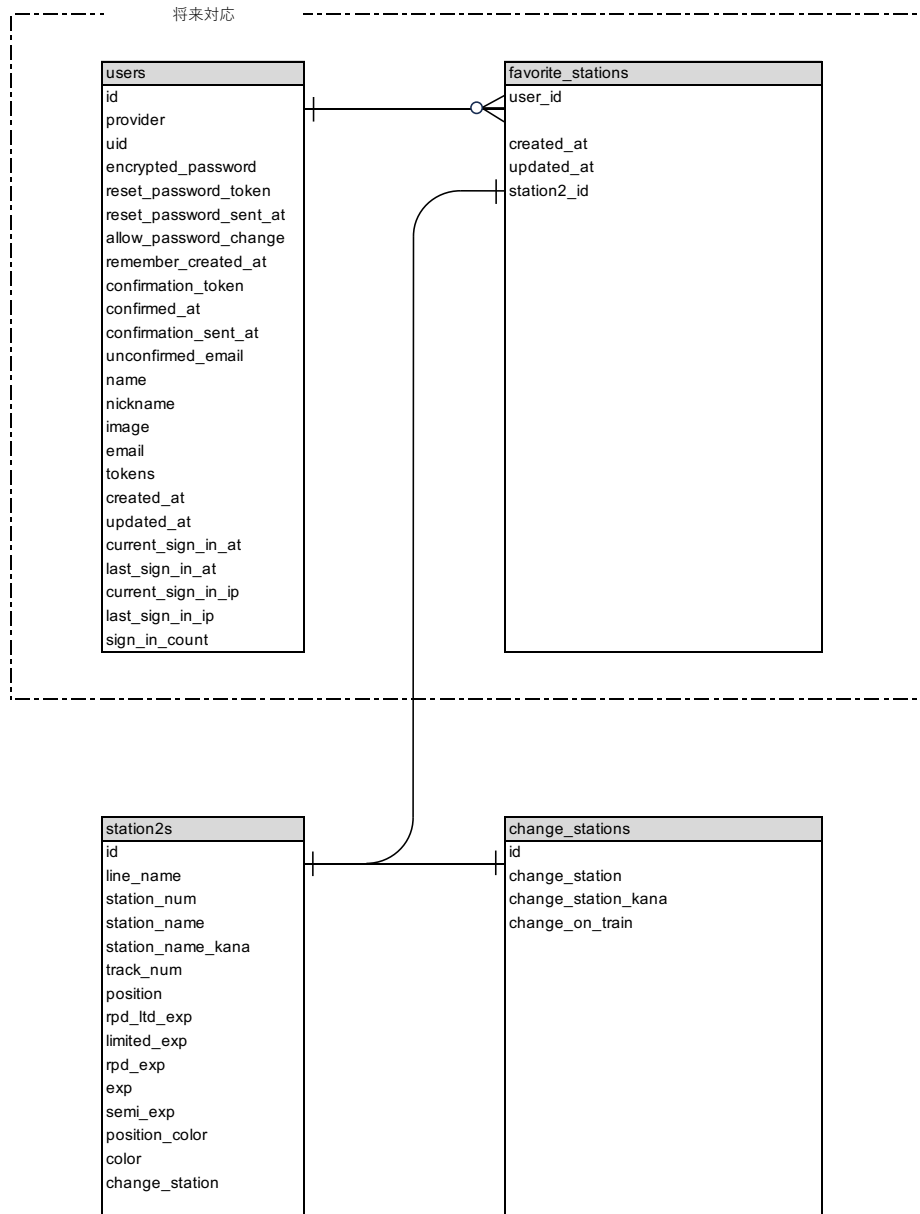 将来対応
users
id
provider
uid
encrypted_password
reset_password_token
reset_password_sent_at
allow_password_change
remember_created_at
confirmation_token
confirmed_at
confirmation_sent_at
unconfirmed_email
name
nickname
image
email
tokens
created_at
updated_at
current_sign_in_at
last_sign_in_at
current_sign_in_ip
last_sign_in_ip
sign_in_count
favorite_stations
user_id
created_at
updated_at
station2_id
station2s
id
line_name
station_num
station_name
station_name_kana
track_num
position
rpd_ltd_exp
limited_exp
rpd_exp
exp
semi_exp
position_color
color
change_station
change_stations
id
change_station
change_station_kana
change_on_train